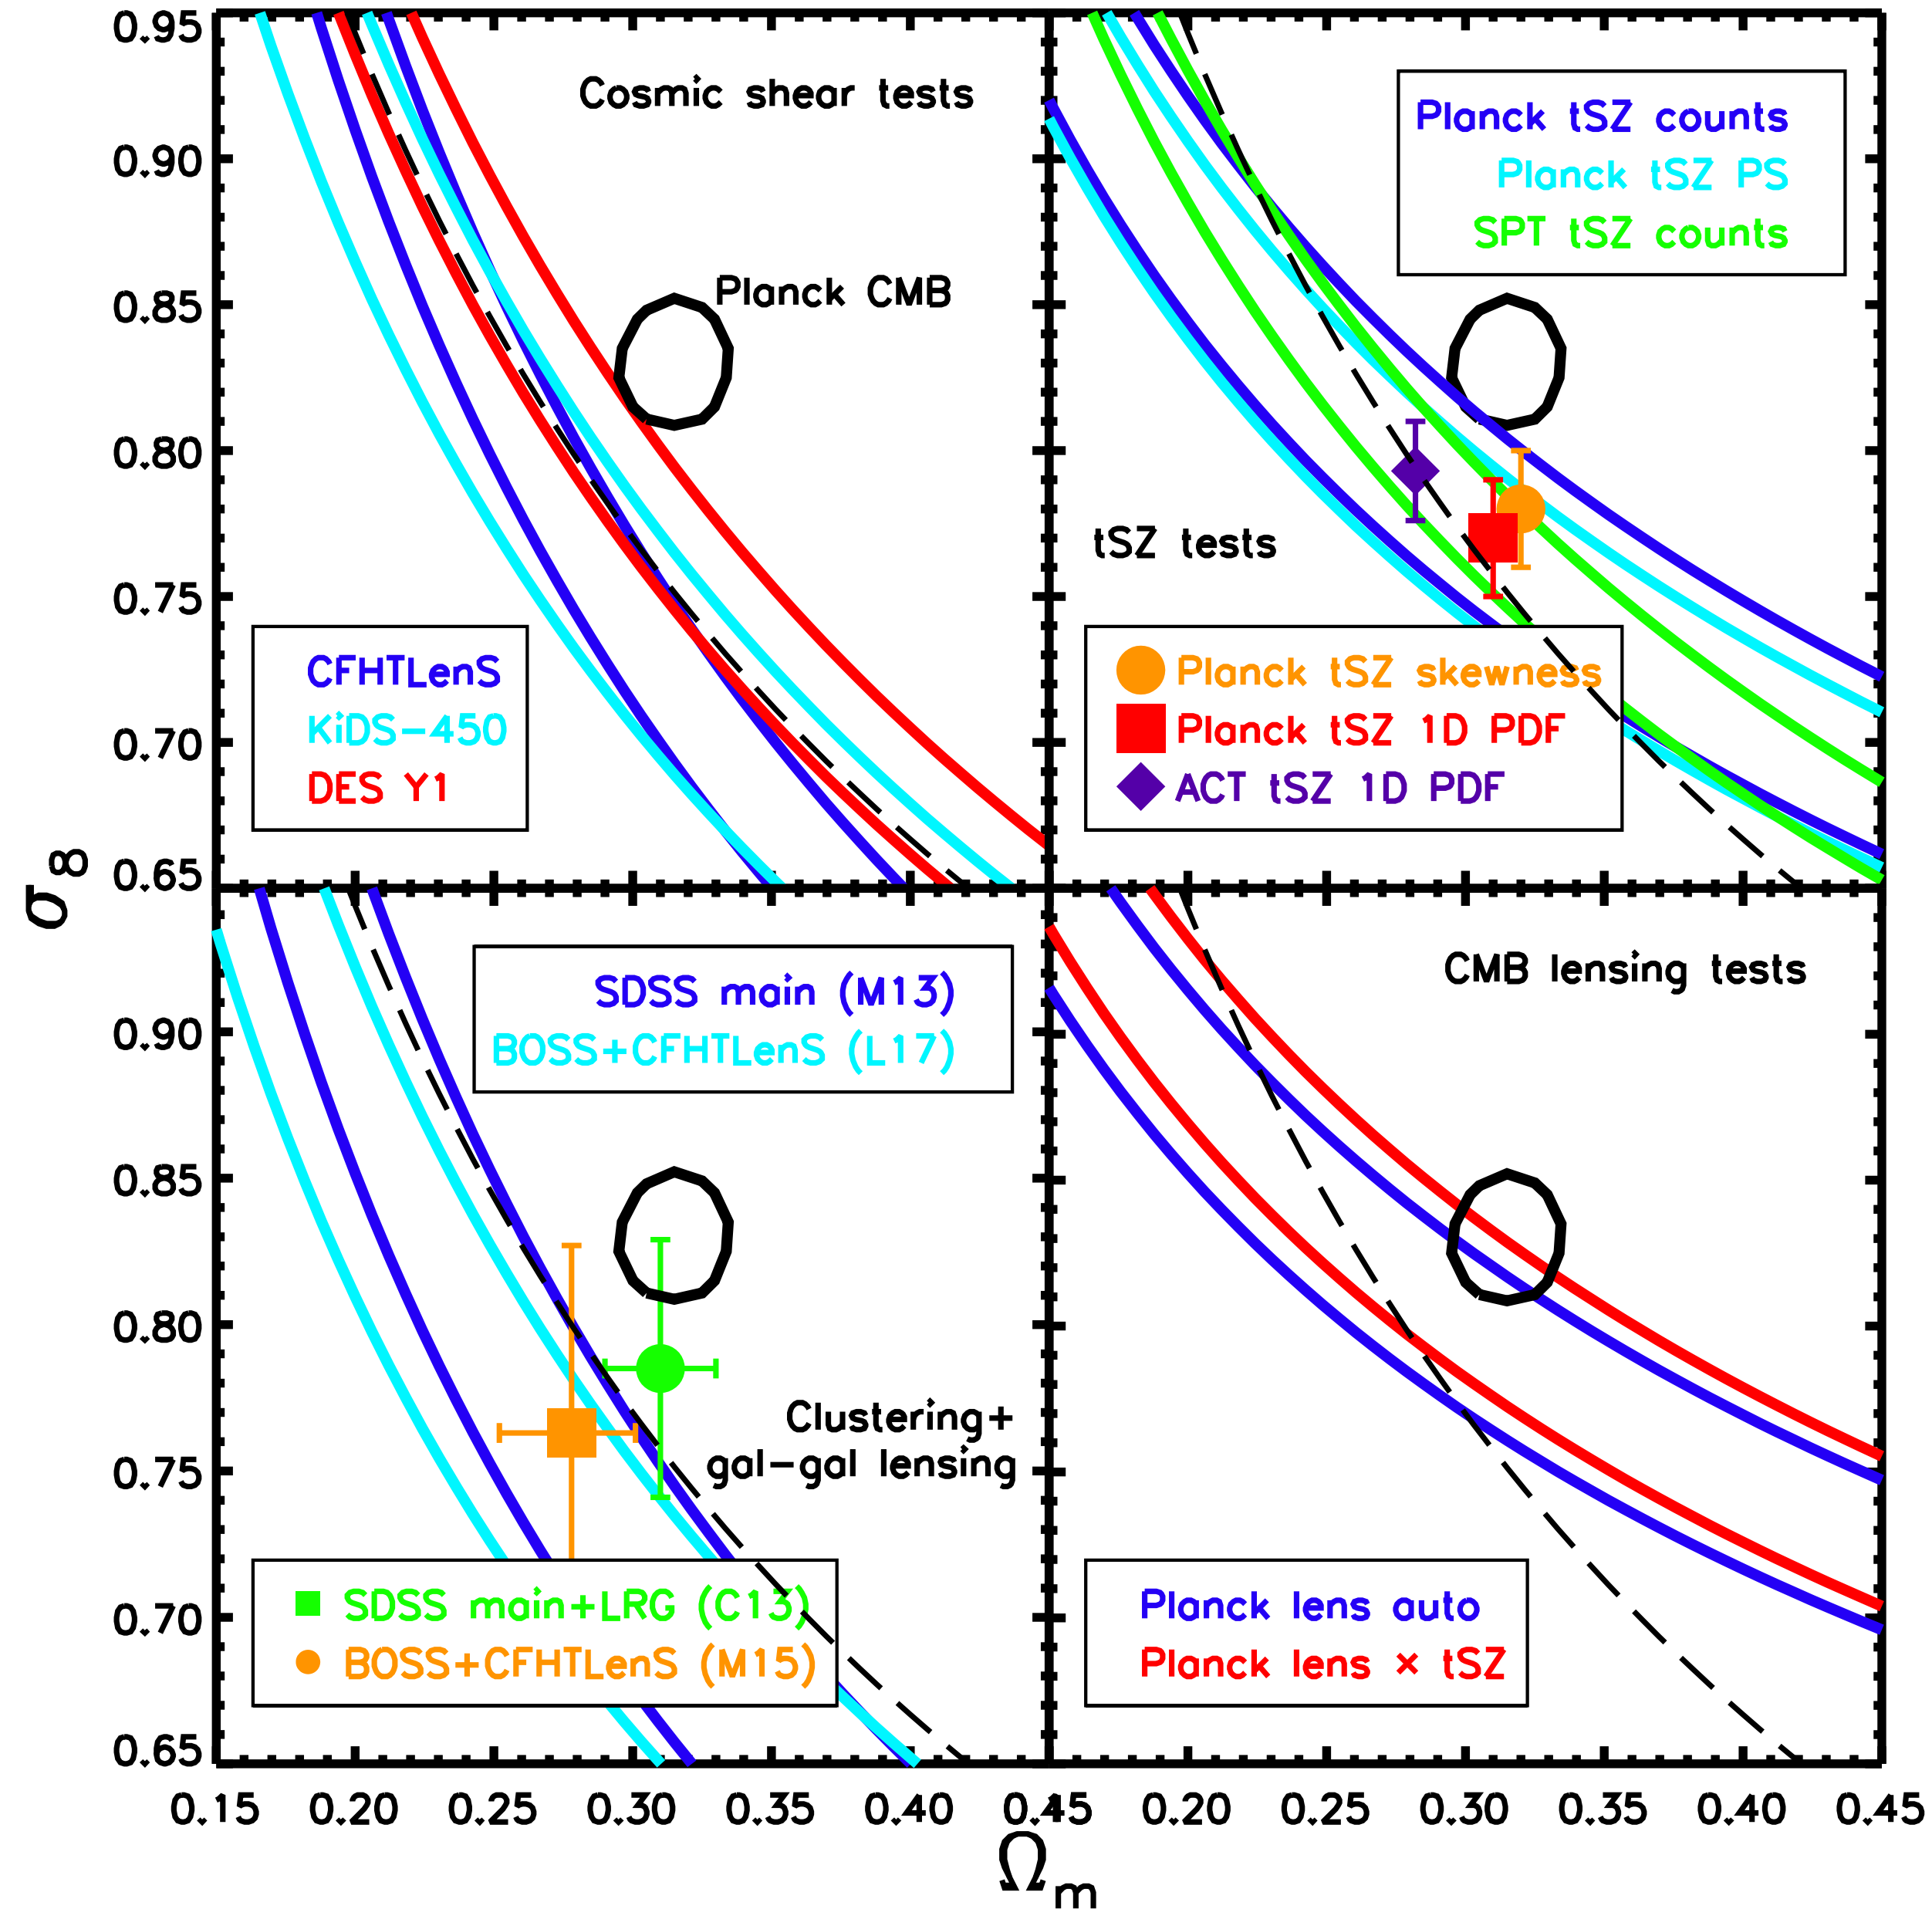 0.95
0.90
0.85
0.80
0.75
0.70
0.65
Cosmic shear tests
Planck CMB
CFHTLenS
KiDS-450
DES Y1
Planck tSZ counts
Planck tSZ PS
SPT tSZ counts
tSZ tests
Planck tSZ skewness
Planck tSZ 1D PDF
ACT tSZ 1D PDF
σ8
0.90
0.85
0.80
0.75
0.70
0.65
SDSS main (M13)
BOSS+CFHTLenS (L17)
Clustering+
gal-gal lensing
SDSS main+LRG (C13)
BOSS+CFHTLenS (M15)
CMB lensing tests
Planck lens auto
Planck lens × tSZ
0.15 0.20 0.25 0.30 0.35 0.40 0.45 0.20 0.25 0.30 0.35 0.40 0.45
Ωm